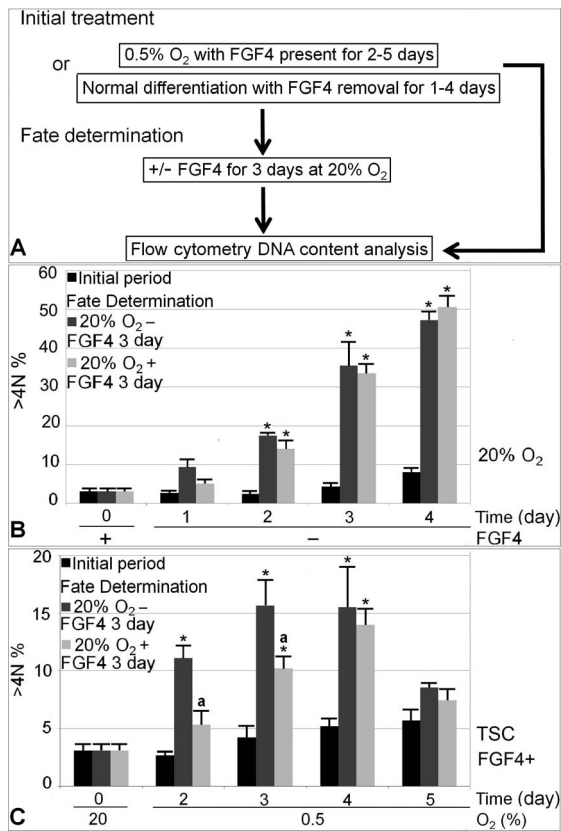 Initial treatment
0.5% O₂ with FGF4 present for 2-5 days
or
Normal differentiation with FGF4 removal for 1-4 days
Fate determination
+/− FGF4 for 3 days at 20% O₂
Flow cytometry DNA content analysis
A
60
50
40
30
20
10
0
>4N %
Initial period
Fate Determination
20% O₂ −
FGF4 3 day
20% O₂ +
FGF4 3 day
* * * * * *
20% O₂
0 1 2 3 4 Time (day)
+ − FGF4
B
20
15
10
5
0
>4N %
Initial period
Fate Determination
20% O₂ −
FGF4 3 day
20% O₂ +
FGF4 3 day
* a * a * * *
TSC
FGF4+
0 2 3 4 5 Time (day)
20 0.5 O₂ (%)
C